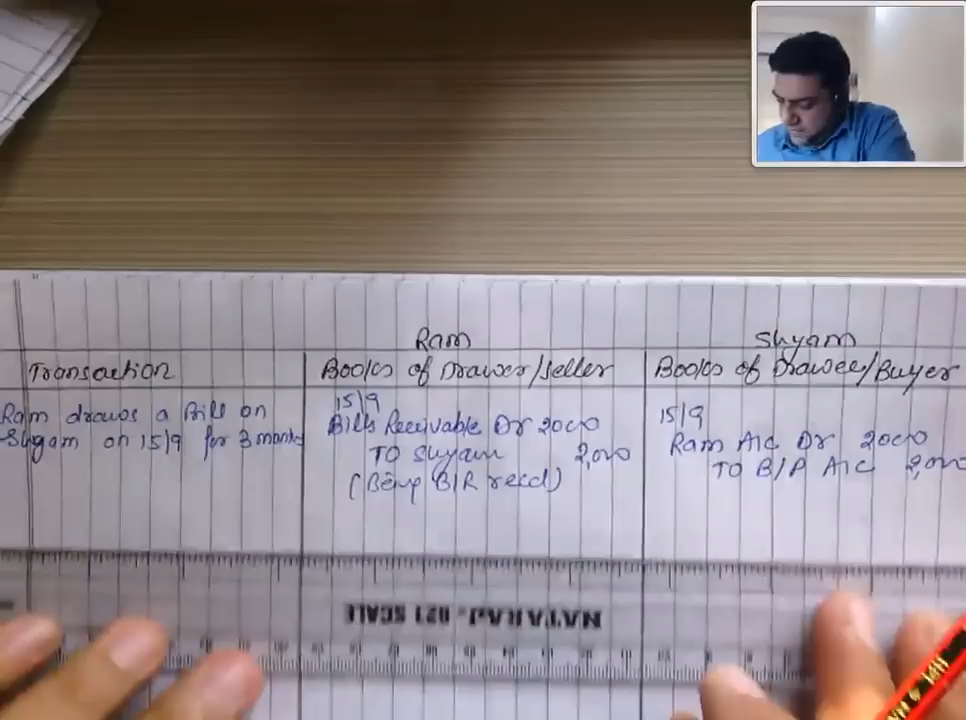 Ram
Shyam
Transaction
Books of Drawer/Seller
Books of Drawee/Buyer
Ram draws a Bill on
Shyam on 15/9 for 3 months
15/9
Bills Receivable Dr 2000
TO Shyam 2,000
(Being B/R recd)
15/9
Ram A/c Dr 2000
TO B/P A/c 2,000
NATARAJ. 621 SCALE